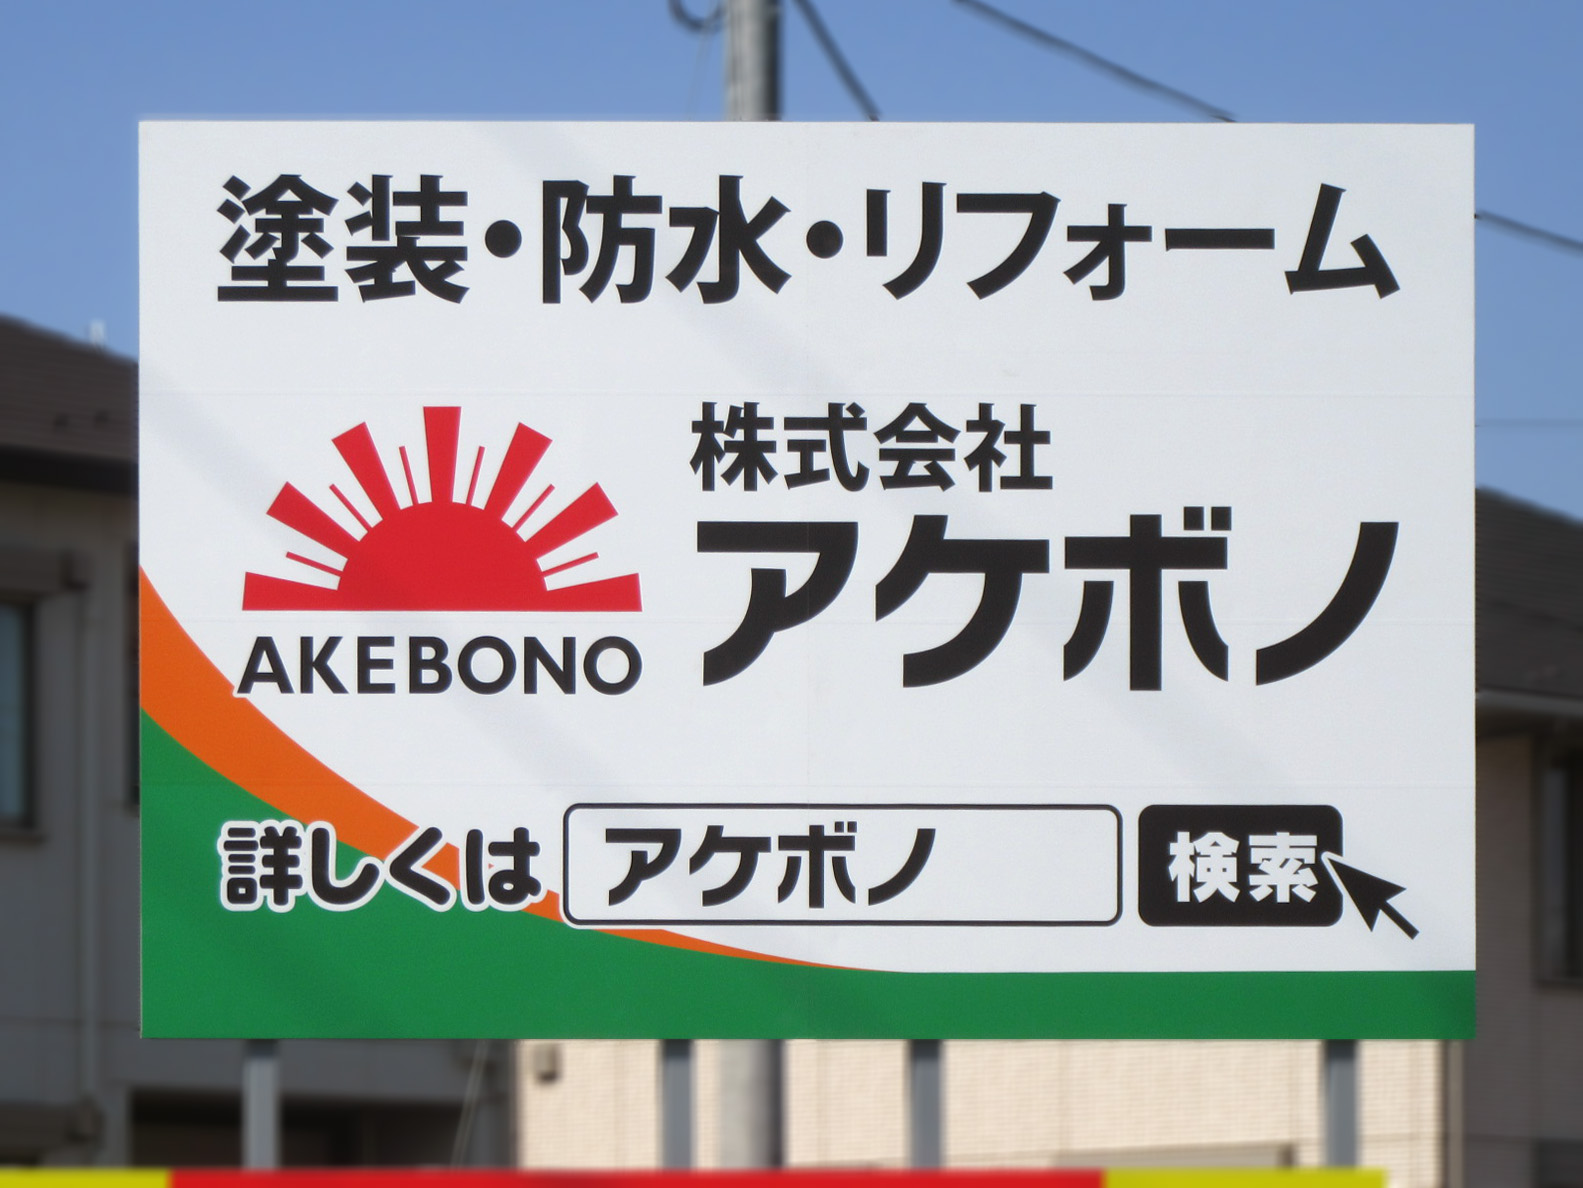 塗装・防水・リフォーム
株式会社
アケボノ
AKEBONO
詳しくは アケボノ 検索